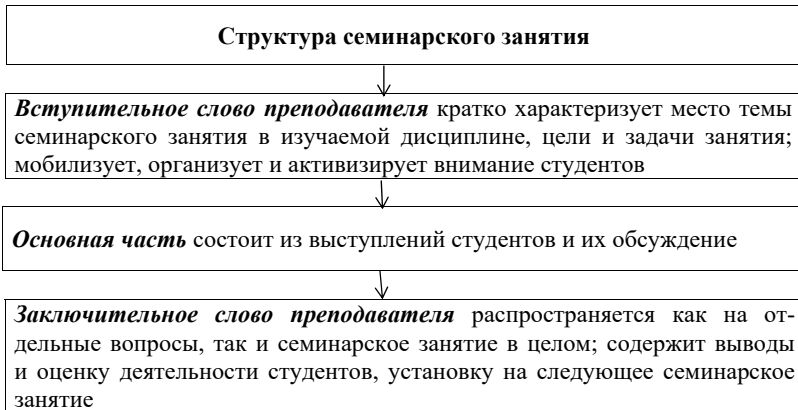 Структура семинарского занятия
Вступительное слово преподавателя кратко характеризует место темы
семинарского занятия в изучаемой дисциплине, цели и задачи занятия;
мобилизует, организует и активизирует внимание студентов
Основная часть состоит из выступлений студентов и их обсуждение
Заключительное слово преподавателя распространяется как на от-
дельные вопросы, так и семинарское занятие в целом; содержит выводы
и оценку деятельности студентов, установку на следующее семинарское
занятие